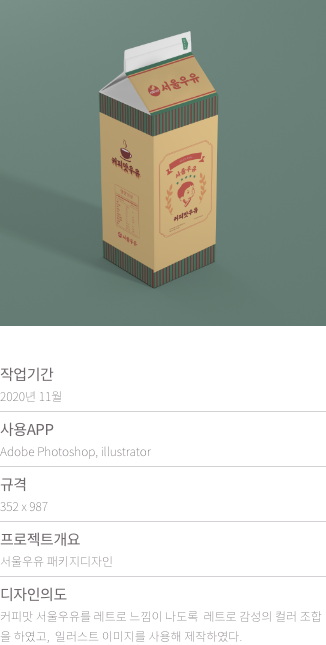 서울우유
커피맛우유
서울우유
커피맛우유
서울우유
작업기간
2020년 11월
사용APP
Adobe Photoshop, illustrator
규격
352 x 987
프로젝트개요
서울우유 패키지디자인
디자인의도
커피맛 서울우유를 레트로 느낌이 나도록 레트로 감성의 컬러 조합
을 하였고, 일러스트 이미지를 사용해 제작하였다.